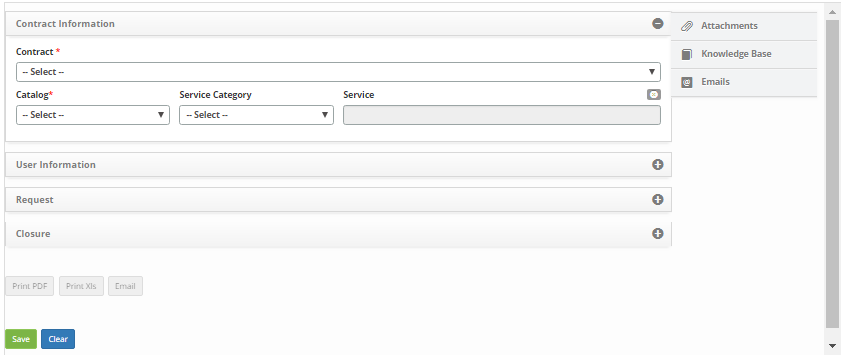 Contract Information
Attachments
Contract *
Knowledge Base
-- Select --
Emails
Catalog* Service Category Service
-- Select -- -- Select --
User Information
Request
Closure
Print PDF Print Xls Email
Save Clear